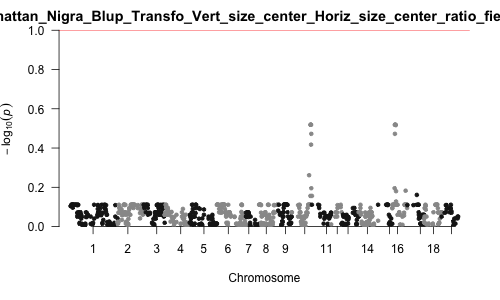 nattan_Nigra_Blup_Transfo_Vert_size_center_Horiz_size_center_ratio_fie
1.0
0.8
0.6
0.4
0.2
0.0
− log₁₀(p)
1 2 3 4 5 6 7 8 9 11 14 16 18
Chromosome